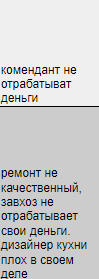 комендант не
отрабатыват
деньги
ремонт не
качественный,
завхоз не
отрабатывает
свои деньги.
дизайнер кухни
плох в своем
деле